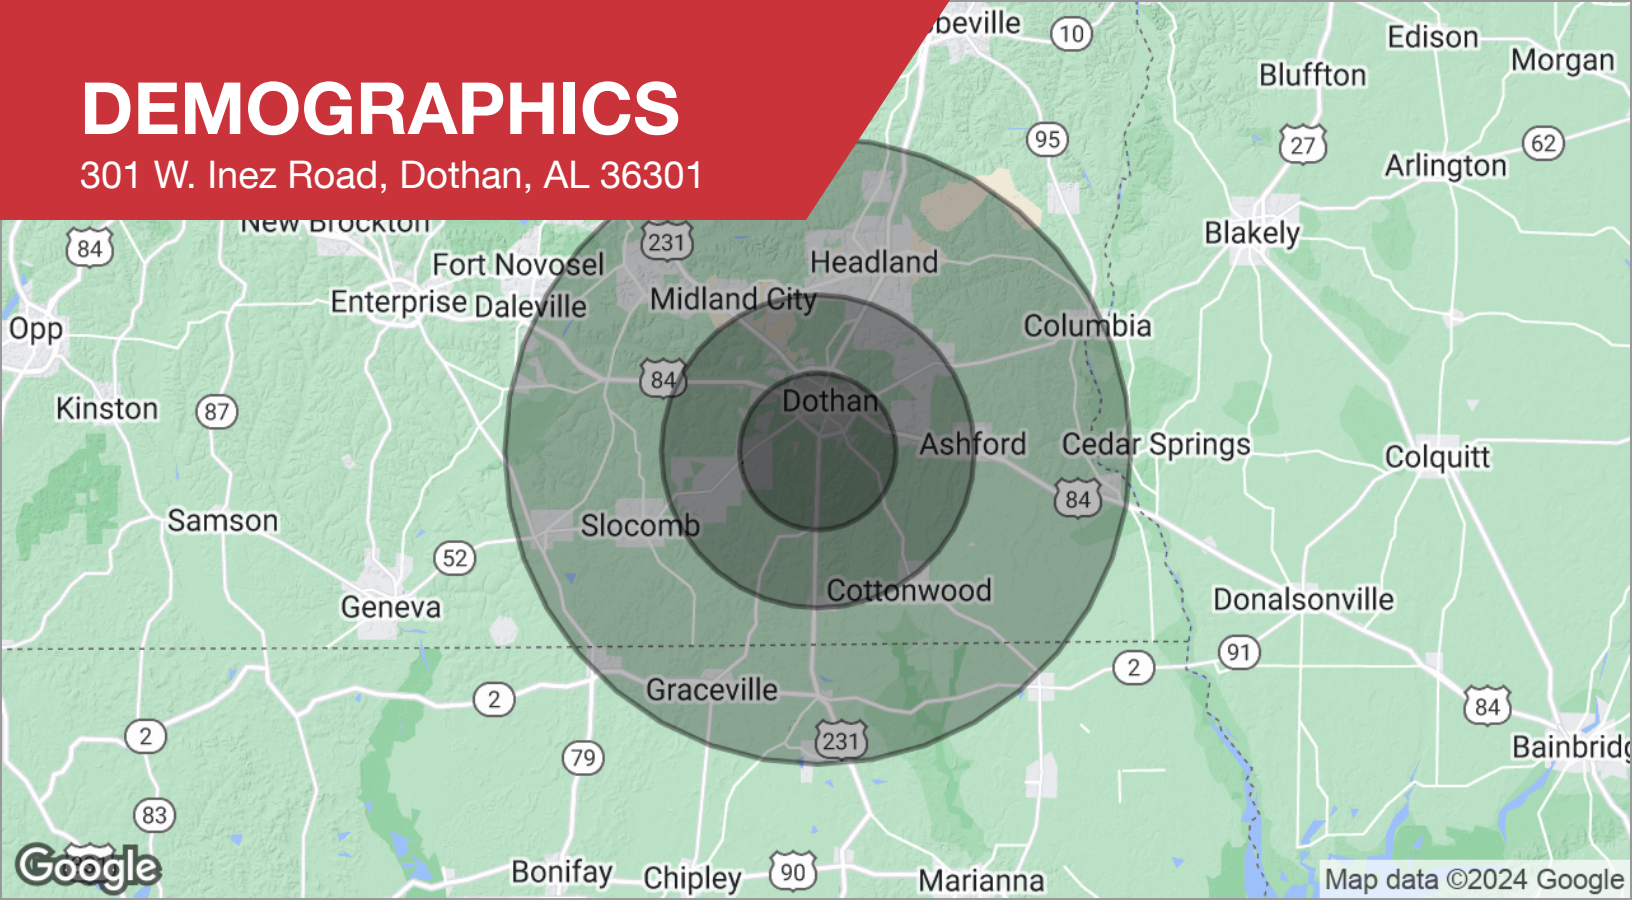 DEMOGRAPHICS
301 W. Inez Road, Dothan, AL 36301
10
Edison
Morgan
Bluffton
95
27
62
Arlington
New Brockton
84
231
Blakely
Fort Novosel
Headland
Enterprise
Daleville
Midland City
Opp
Columbia
84
Kinston
87
Dothan
Ashford
Cedar Springs
Colquitt
84
Samson
Slocomb
52
Geneva
Cottonwood
Donalsonville
91
2
Graceville
2
84
2
231
79
Bainbridg
83
Google
Bonifay
Chipley
90
Marianna
Map data ©2024 Google